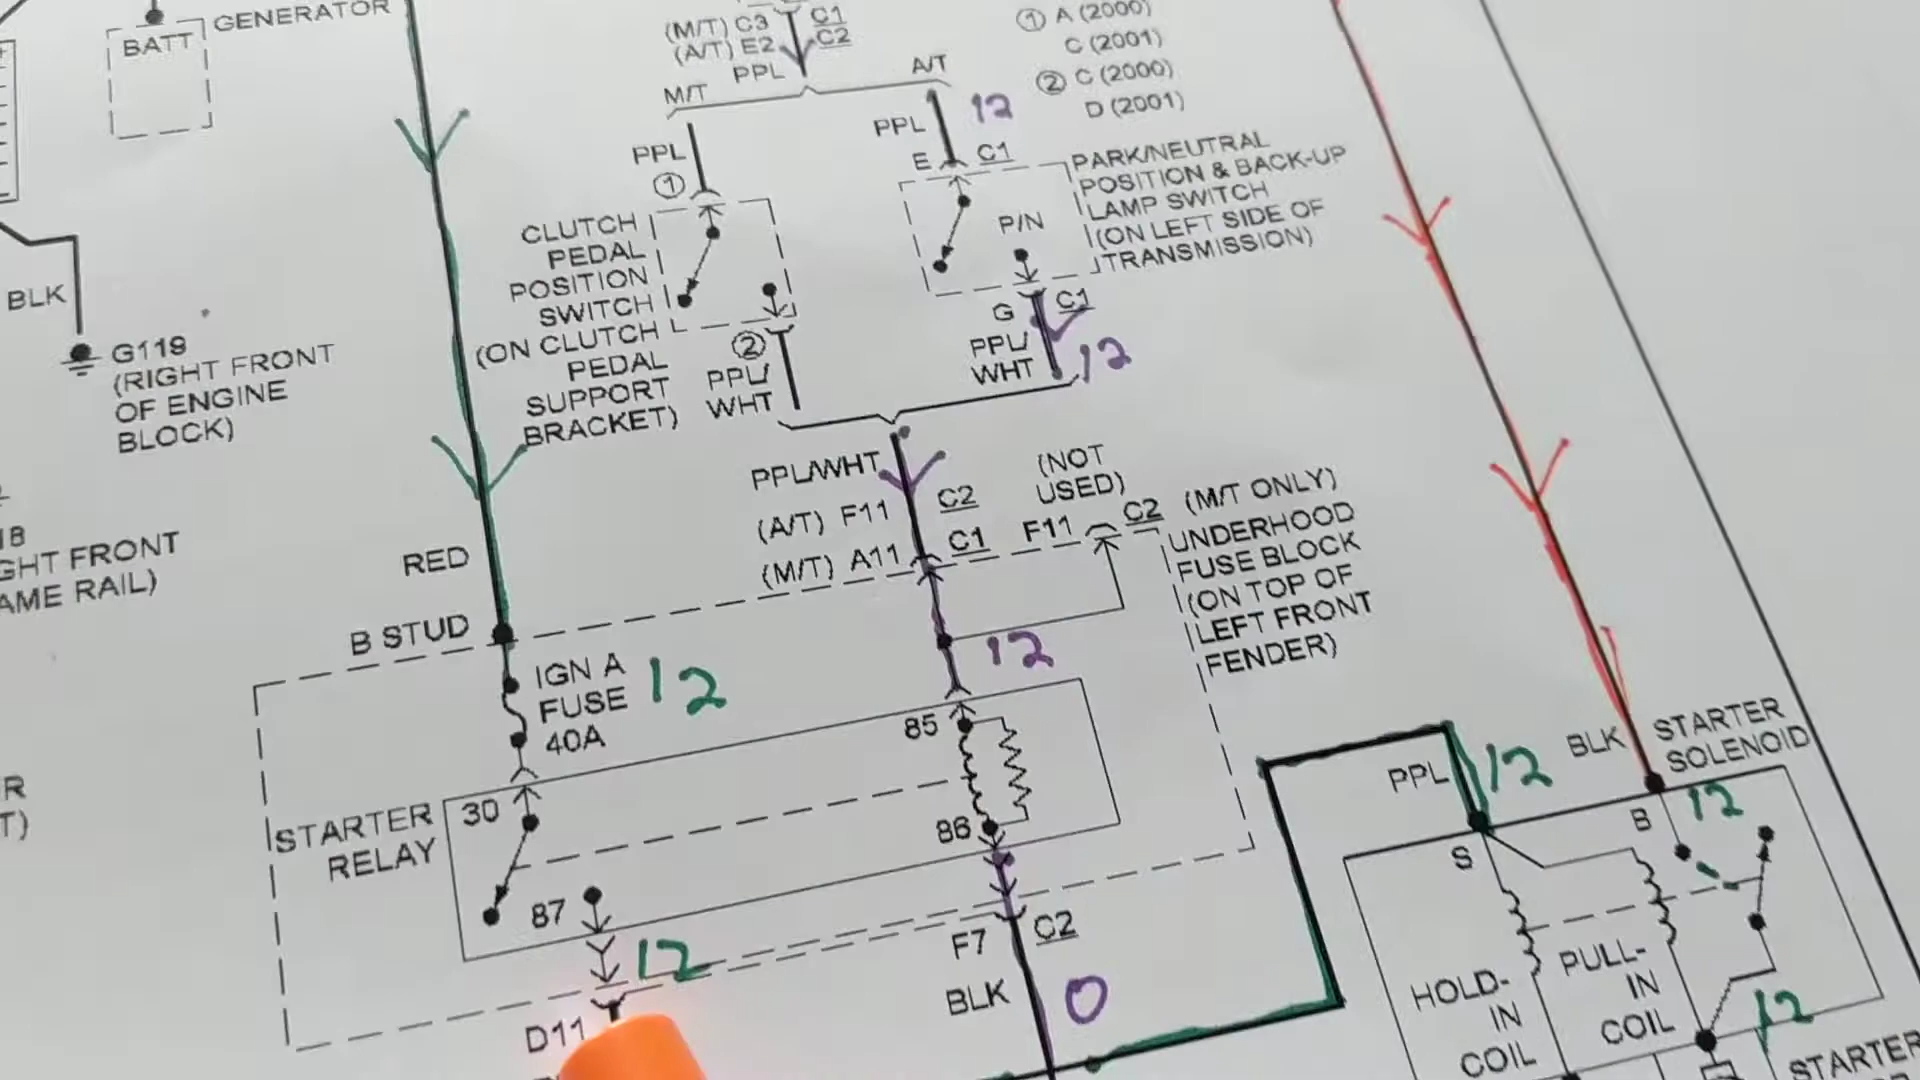 GENERATOR
BATT
(M/T) C3 C1
(A/T) E2 C2
PPL
M/T
A/T
① A (2000)
C (2001)
② C (2000)
D (2001)
PPL
①
PPL
12
E C1
PARK/NEUTRAL
POSITION & BACK-UP
LAMP SWITCH
(ON LEFT SIDE OF
TRANSMISSION)
P/N
CLUTCH
PEDAL
POSITION
SWITCH
(ON CLUTCH
PEDAL
SUPPORT
BRACKET)
②
PPL/
WHT
G C1
PPL/
WHT
12
BLK
G119
(RIGHT FRONT
OF ENGINE
BLOCK)
PPL/WHT
(A/T) F11 C2
(M/T) A11 C1
(NOT
USED)
F11 C2
(M/T ONLY)
UNDERHOOD
FUSE BLOCK
(ON TOP OF
LEFT FRONT
FENDER)
RED
B STUD
IGN A
FUSE
40A
12
12
85
86
30
87
STARTER
RELAY
12
D11
F7 C2
BLK
0
PPL
12
BLK
STARTER
SOLENOID
S
B
12
HOLD-
IN
COIL
PULL-
IN
COIL
12
STARTER